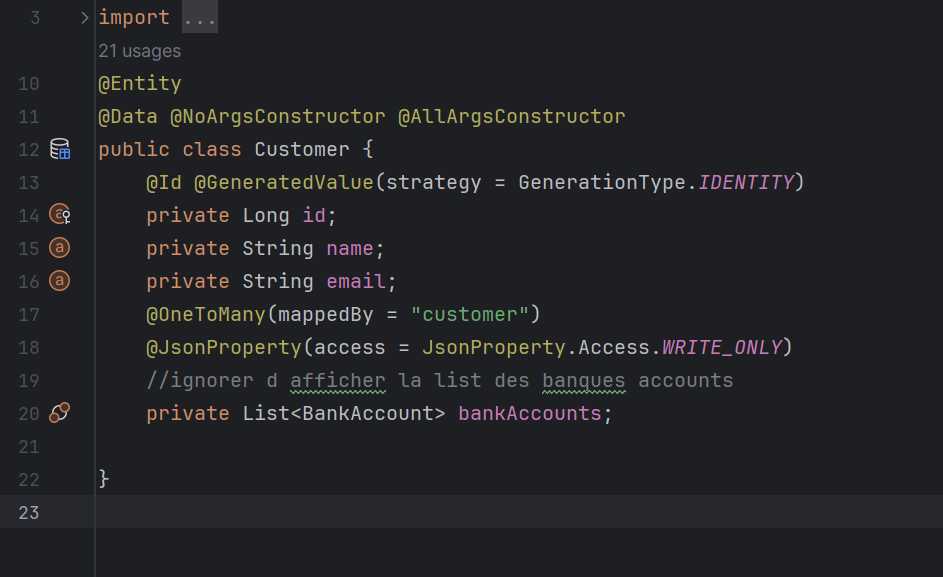 3 import ...
21 usages
10 @Entity
11 @Data @NoArgsConstructor @AllArgsConstructor
12 public class Customer {
13 @Id @GeneratedValue(strategy = GenerationType.IDENTITY)
14 private Long id;
15 private String name;
16 private String email;
17 @OneToMany(mappedBy = "customer")
18 @JsonProperty(access = JsonProperty.Access.WRITE_ONLY)
19 //ignorer d afficher la list des banques accounts
20 private List<BankAccount> bankAccounts;
21
22 }
23